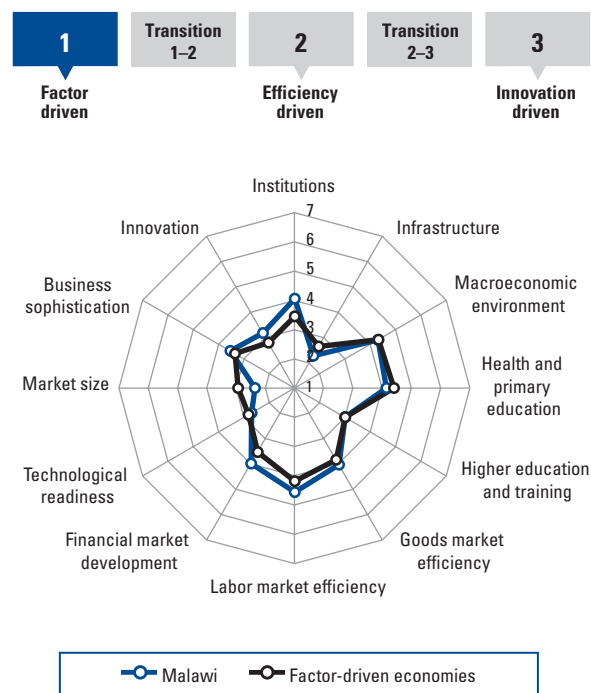 1
Transition
1–2
2
Transition
2–3
3
Factor
driven
Efficiency
driven
Innovation
driven
Institutions
Innovation
Infrastructure
Business
sophistication
Macroeconomic
environment
Market size
Health and
primary
education
Technological
readiness
Higher education
and training
Financial market
development
Goods market
efficiency
Labor market efficiency
7
6
5
4
3
2
1
Malawi
Factor-driven economies